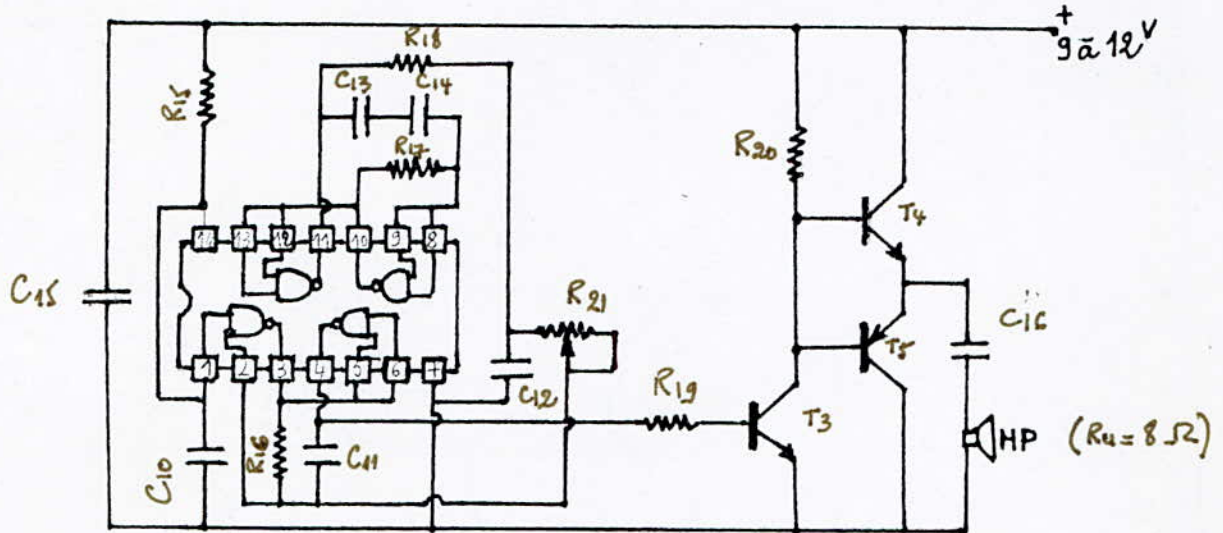 +
9 à 12 V
R18
C13
C14
R15
R17
R20
14
13
12
11
10
9
8
T4
C15
R21
C16
T5
1
2
3
4
5
6
7
C12
R19
T3
HP
(Ru = 8 Ω)
R16
C11
C10